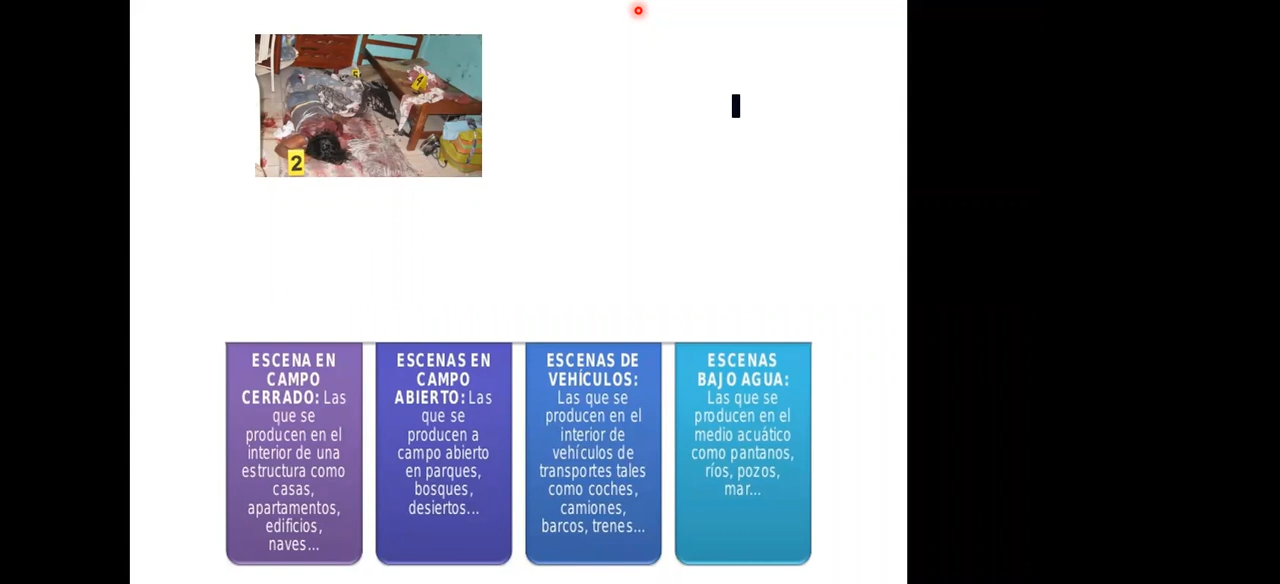 2
5
4
ESCENA EN
CAMPO
CERRADO: Las
que se
producen en el
interior de una
estructura como
casas,
apartamentos,
edificios,
naves...
ESCENAS EN
CAMPO
ABIERTO: Las
que se
producen a
campo abierto
en parques,
bosques,
desiertos...
ESCENAS DE
VEHÍCULOS:
Las que se
producen en el
interior de
vehículos de
transportes tales
como coches,
camiones,
barcos, trenes...
ESCENAS
BAJO AGUA:
Las que se
producen en el
medio acuático
como pantanos,
ríos, pozos,
mar...